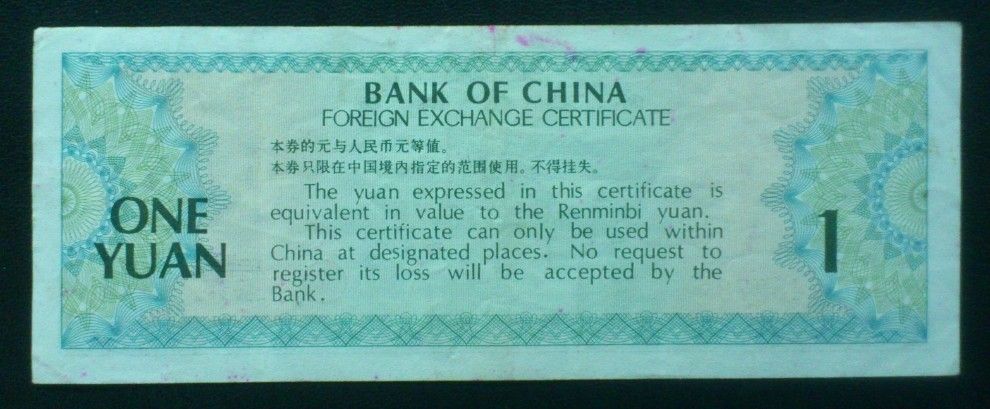 BANK OF CHINA
FOREIGN EXCHANGE CERTIFICATE
本券的元与人民币元等值。
本券只限在中国境内指定的范围使用。不得挂失。
The yuan expressed in this certificate is
equivalent in value to the Renminbi yuan.
This certificate can only be used within
China at designated places. No request to
register its loss will be accepted by the
Bank.
ONE
YUAN
1